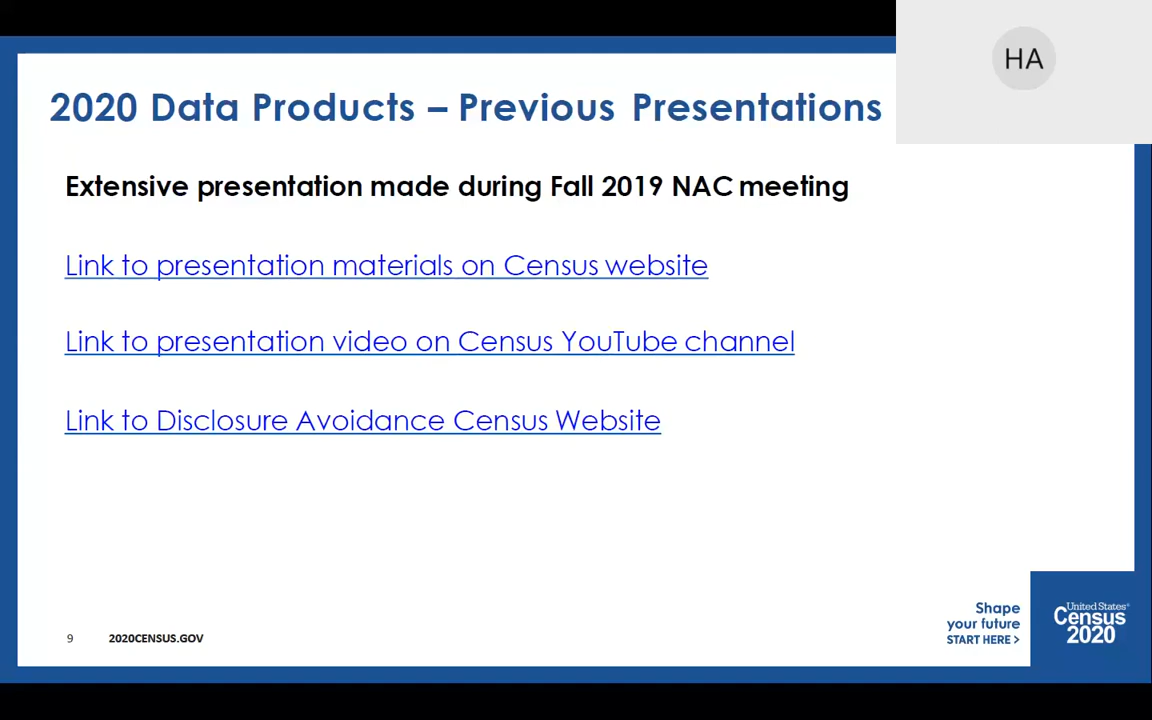 HA
2020 Data Products – Previous Presentations
Extensive presentation made during Fall 2019 NAC meeting
Link to presentation materials on Census website
Link to presentation video on Census YouTube channel
Link to Disclosure Avoidance Census Website
9 2020CENSUS.GOV
Shape
your future
START HERE >
United States®
Census
2020